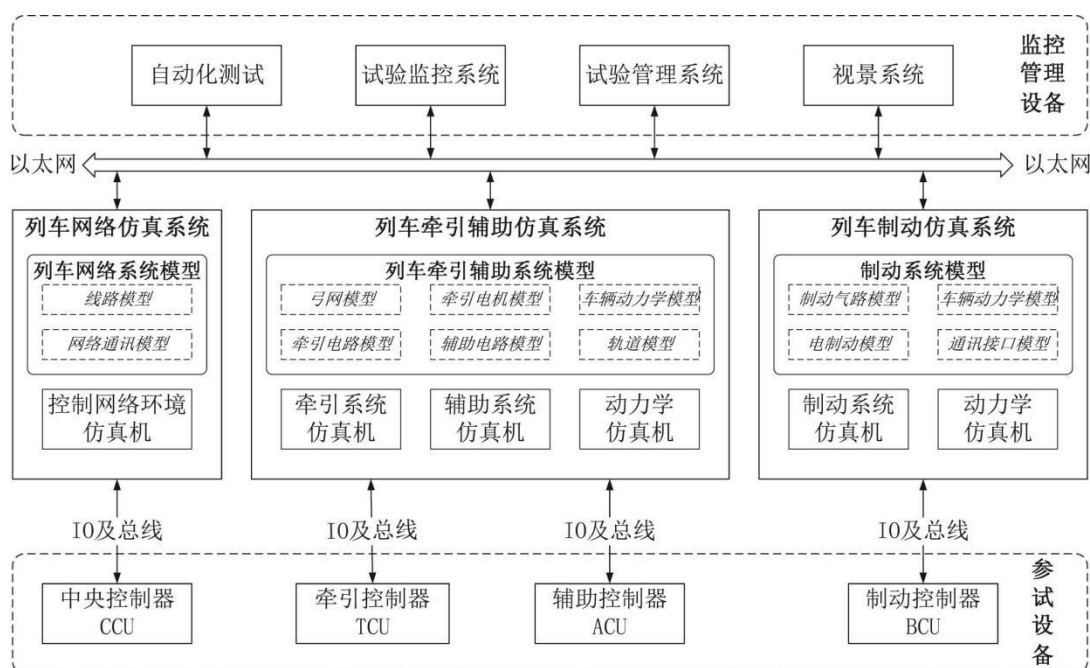 自动化测试
试验监控系统
试验管理系统
视景系统
监控
管理
设备
以太网
以太网
列车网络仿真系统
列车网络系统模型
线路模型
网络通讯模型
控制网络环境
仿真机
列车牵引辅助仿真系统
列车牵引辅助系统模型
弓网模型
牵引电机模型
车辆动力学模型
牵引电路模型
辅助电路模型
轨道模型
牵引系统
仿真机
辅助系统
仿真机
动力学
仿真机
列车制动仿真系统
制动系统模型
制动气路模型
车辆动力学模型
电制动模型
通讯接口模型
制动系统
仿真机
动力学
仿真机
IO及总线
IO及总线
IO及总线
IO及总线
中央控制器
CCU
牵引控制器
TCU
辅助控制器
ACU
制动控制器
BCU
参
试
设
备